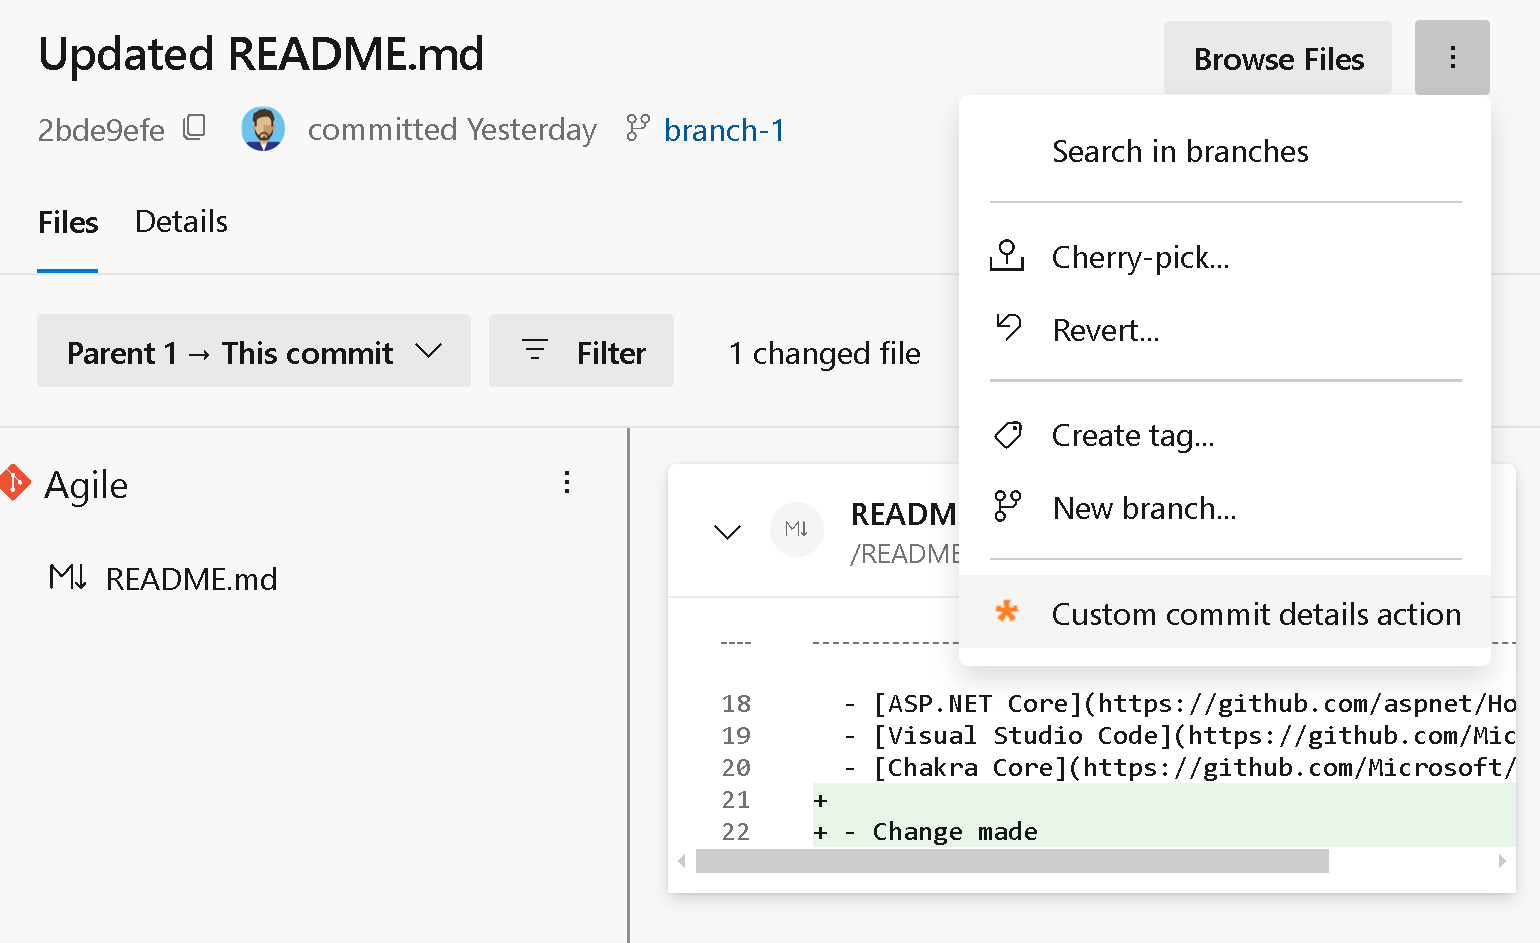 Updated README.md
Browse Files
2bde9efe committed Yesterday branch-1
Files Details
Parent 1 → This commit Filter 1 changed file
Search in branches
Cherry-pick...
Revert...
Create tag...
New branch...
Custom commit details action
Agile
README.md
READM
/README
18 - [ASP.NET Core](https://github.com/aspnet/Ho
19 - [Visual Studio Code](https://github.com/Mic
20 - [Chakra Core](https://github.com/Microsoft/
21 +
22 + - Change made